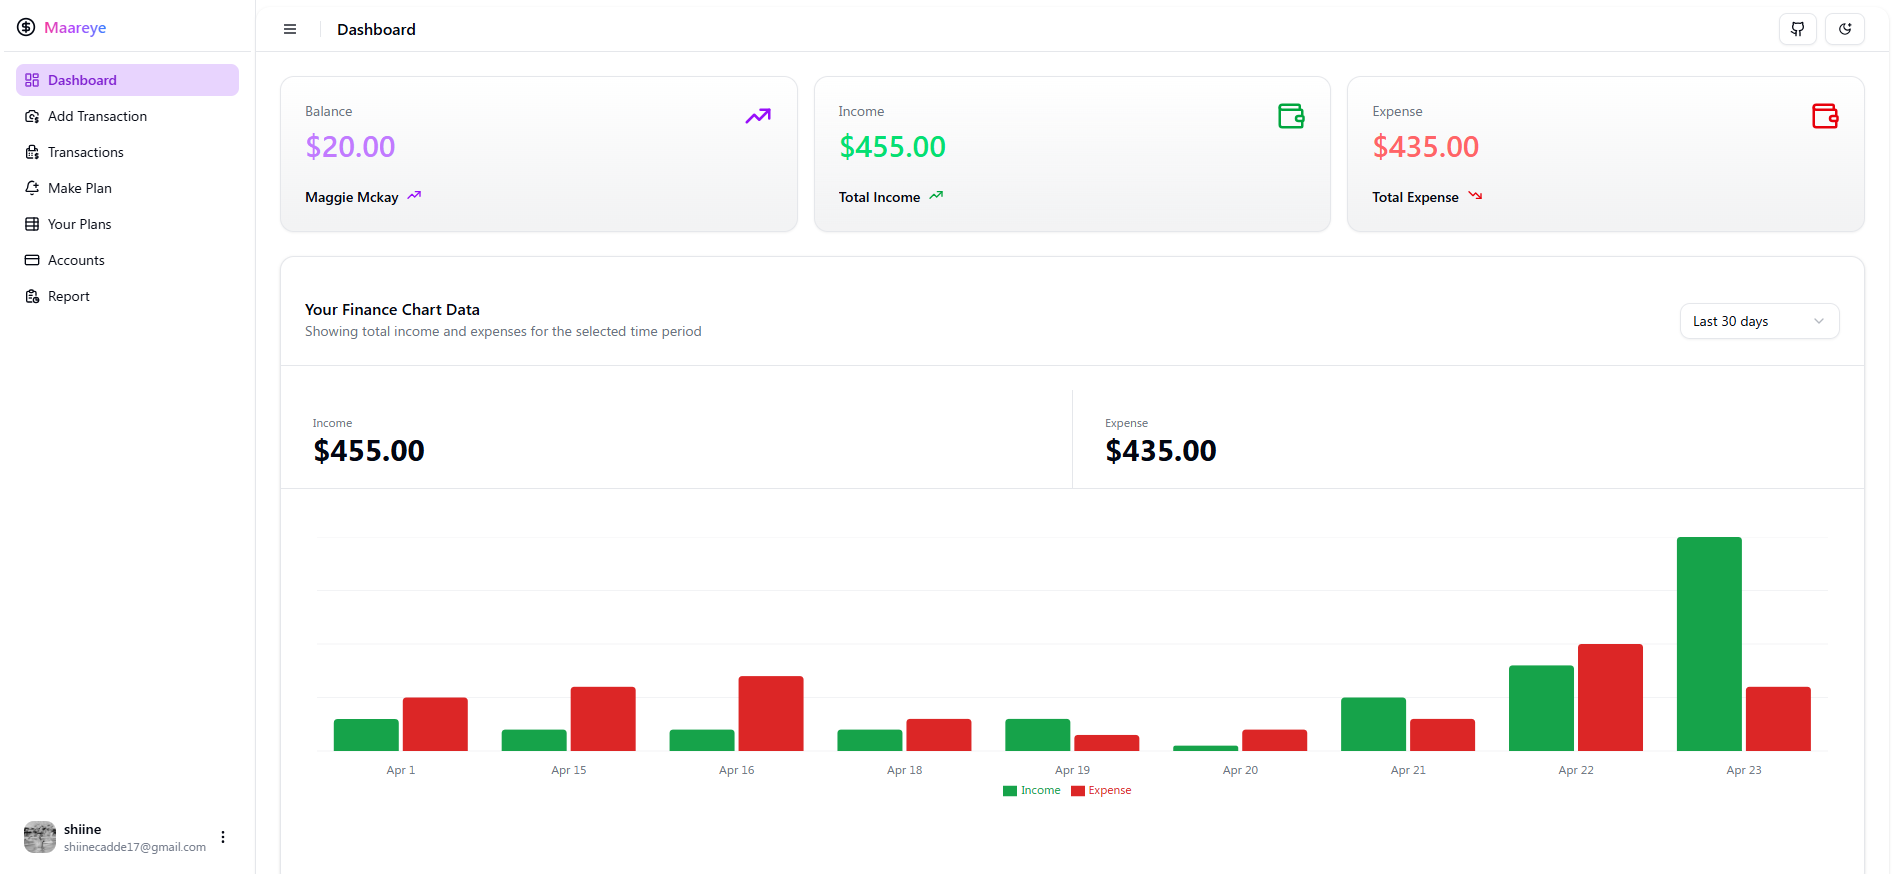 Maareye
Dashboard
Add Transaction
Transactions
Make Plan
Your Plans
Accounts
Report
shiine
shiinecadde17@gmail.com
Dashboard
Balance
$20.00
Maggie Mckay
Income
$455.00
Total Income
Expense
$435.00
Total Expense
Your Finance Chart Data
Showing total income and expenses for the selected time period
Last 30 days
Income
$455.00
Expense
$435.00
Apr 1
Apr 15
Apr 16
Apr 18
Apr 19
Apr 20
Apr 21
Apr 22
Apr 23
Income
Expense